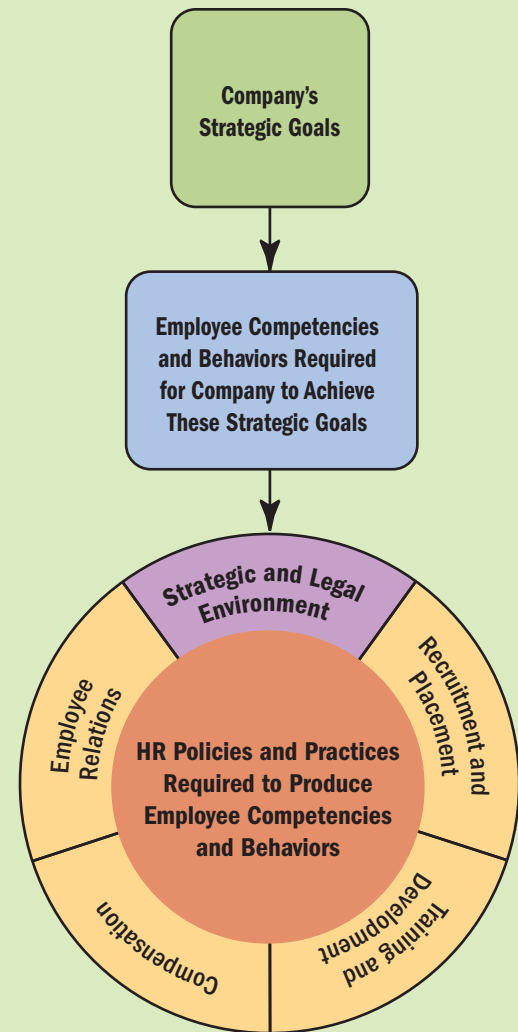 Company's
Strategic Goals
Employee Competencies
and Behaviors Required
for Company to Achieve
These Strategic Goals
Strategic and Legal
Environment
Recruitment and
Placement
Training and
Development
Compensation
Employee
Relations
HR Policies and Practices
Required to Produce
Employee Competencies
and Behaviors